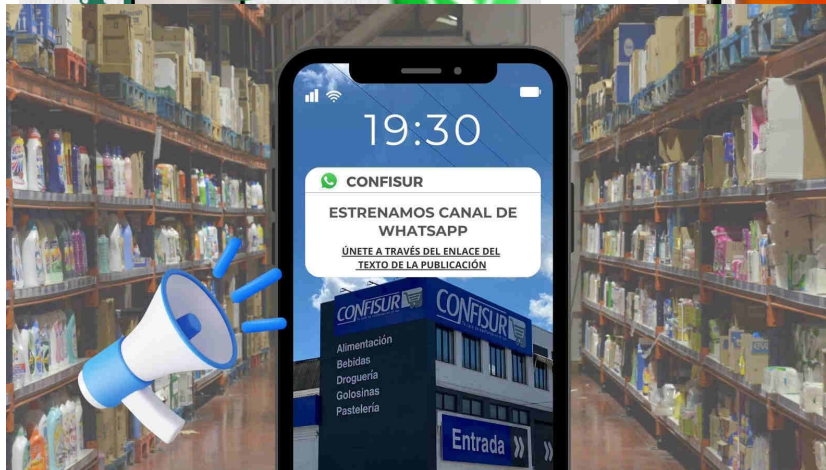 19:30
CONFISUR
ESTRENAMOS CANAL DE
WHATSAPP
ÚNETE A TRAVÉS DEL ENLACE DEL
TEXTO DE LA PUBLICACIÓN
CONFISUR
CONFISUR
Alimentación
Bebidas
Droguería
Golosinas
Pastelería
Entrada